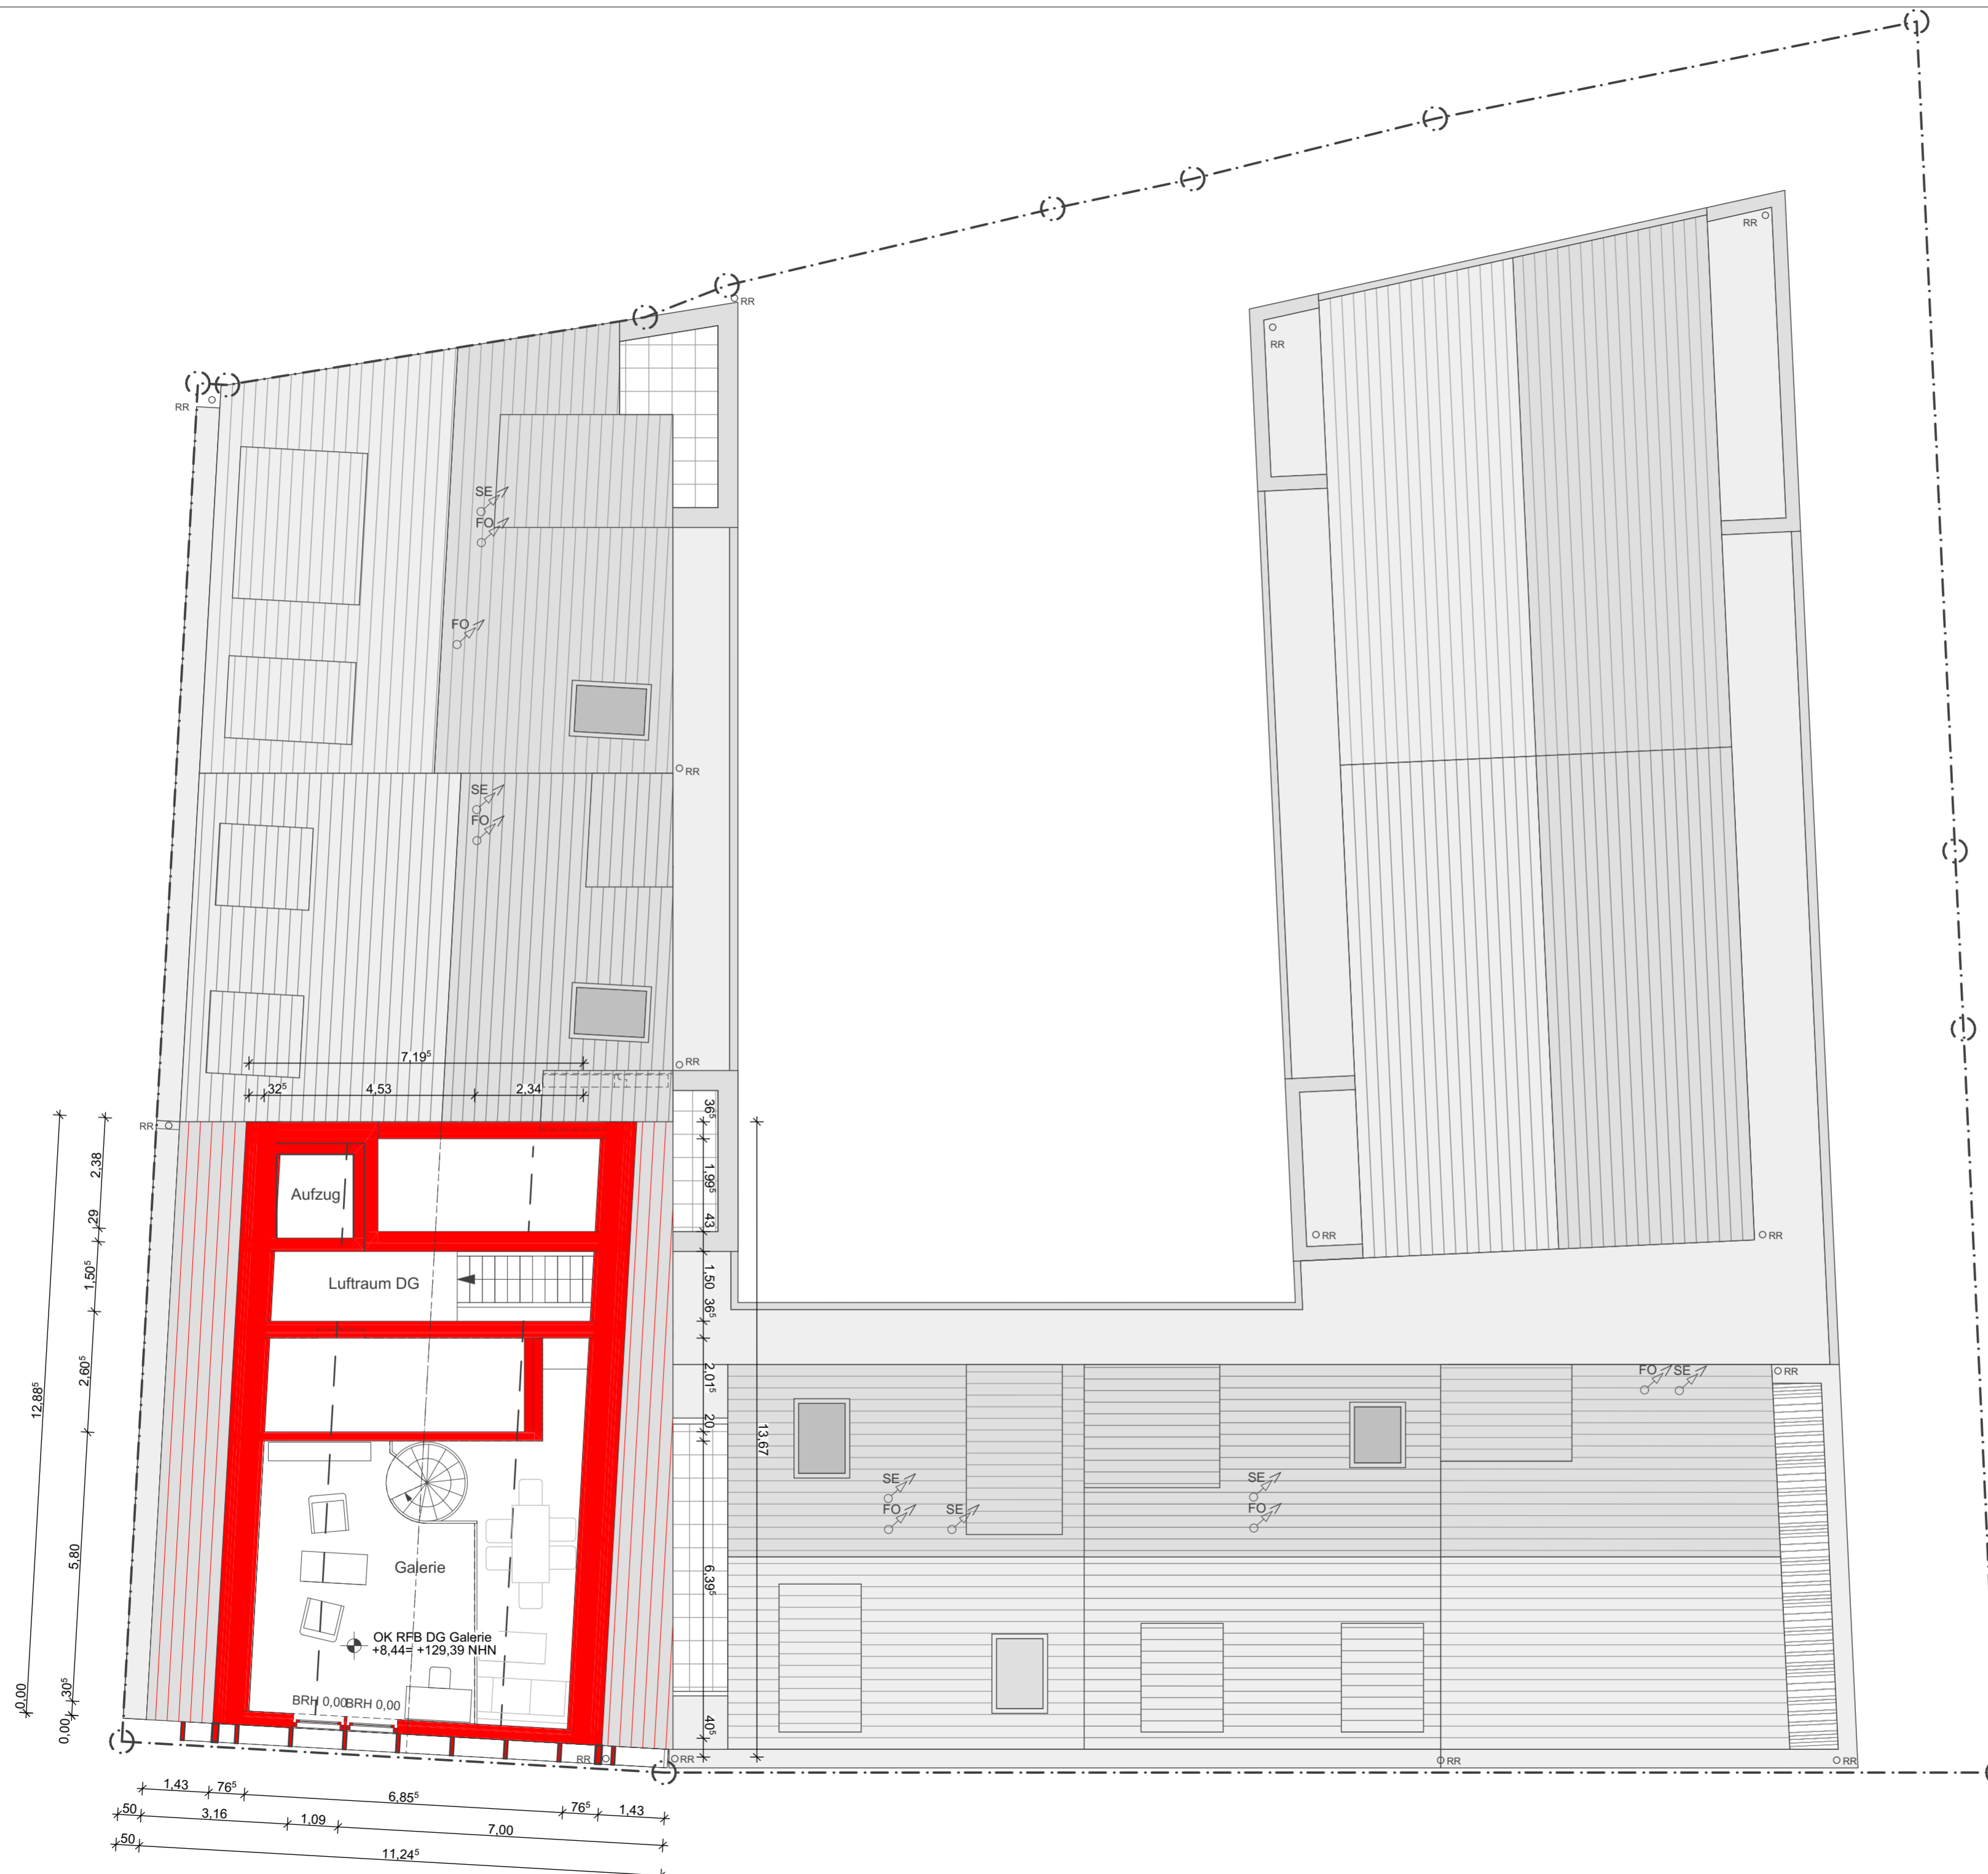 RR
RR
RR
RR
SE
FO
FO
RR
SE
FO
RR
7,19⁵
32⁵
4,53
2,34
36⁵
RR
2,38
1,99⁵
Aufzug
29
43
RR
RR
1,50⁵
Luftraum DG
1,50
36⁵
12,88⁵
2,60⁵
2,01⁵
FO
SE
RR
20
13,67
SE
SE
FO
SE
FO
5,80
Galerie
6,39⁵
OK RFB DG Galerie
+8,44= +129,39 NHN
0,00
30⁵
BRH 0,00
BRH 0,00
0,00
40⁵
RR
RR
RR
RR
1,43
76⁵
6,85⁵
76⁵
1,43
50
3,16
1,09
7,00
50
11,24⁵